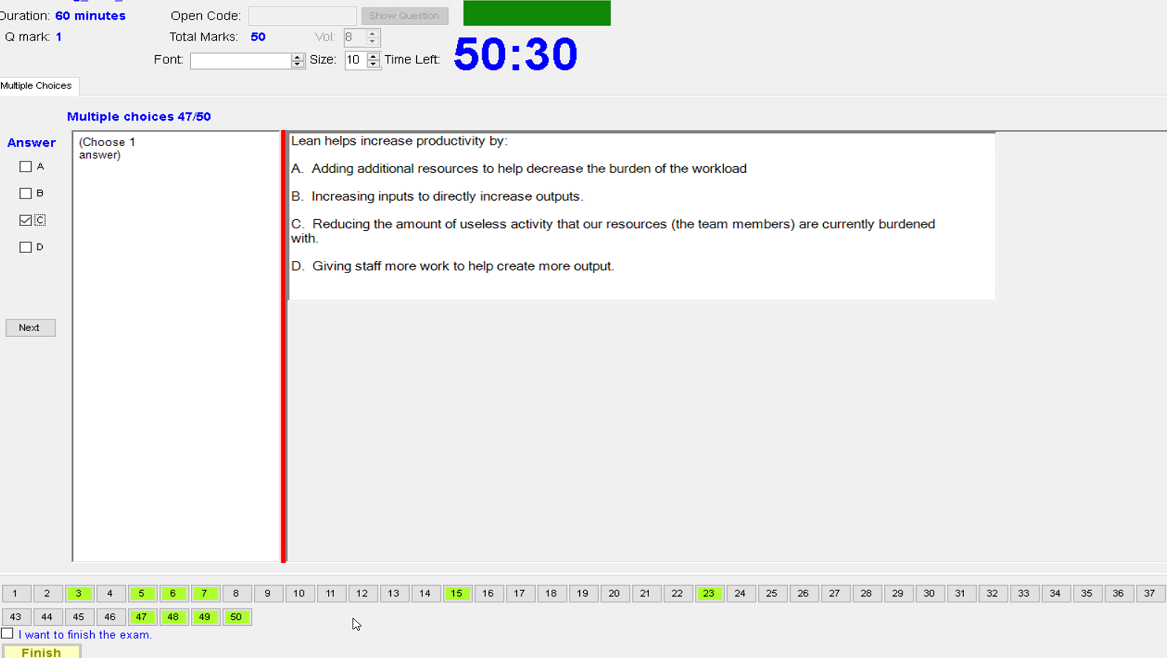 Duration: 60 minutes Open Code: Show Question
Q mark: 1 Total Marks: 50 Vol: 8
Font: Size: 10 Time Left: 50:30
Multiple Choices
Multiple choices 47/50
Answer
(Choose 1
answer)
A
B
C
D
Next
Lean helps increase productivity by:
A. Adding additional resources to help decrease the burden of the workload
B. Increasing inputs to directly increase outputs.
C. Reducing the amount of useless activity that our resources (the team members) are currently burdened
with.
D. Giving staff more work to help create more output.
1 2 3 4 5 6 7 8 9 10 11 12 13 14 15 16 17 18 19 20 21 22 23 24 25 26 27 28 29 30 31 32 33 34 35 36 37
43 44 45 46 47 48 49 50
I want to finish the exam.
Finish